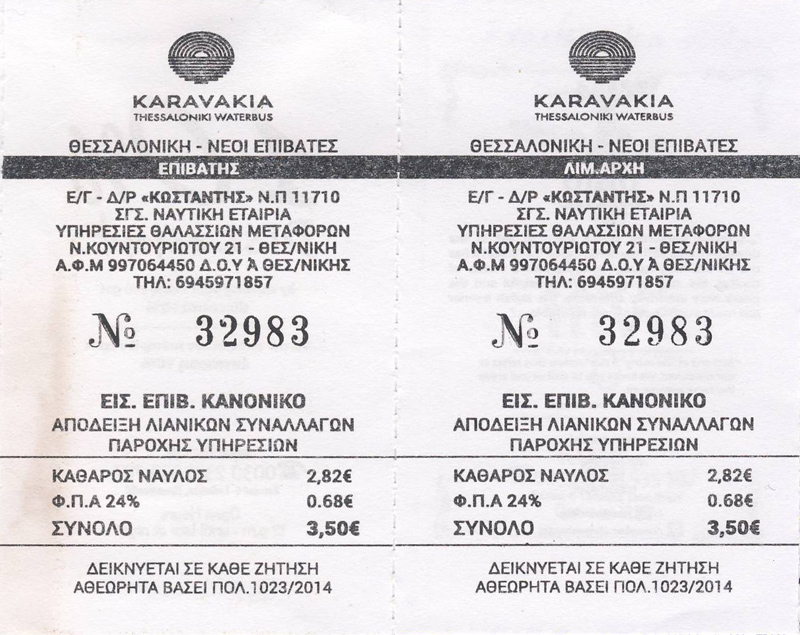 KARAVAKIA
THESSALONIKI WATERBUS
ΘΕΣΣΑΛΟΝΙΚΗ - ΝΕΟΙ ΕΠΙΒΑΤΕΣ
ΕΠΙΒΑΤΗΣ
Ε/Γ - Δ/Ρ «ΚΩΣΤΑΝΤΗΣ» Ν.Π 11710
ΣΓΣ. ΝΑΥΤΙΚΗ ΕΤΑΙΡΙΑ
ΥΠΗΡΕΣΙΕΣ ΘΑΛΑΣΣΙΩΝ ΜΕΤΑΦΟΡΩΝ
Ν.ΚΟΥΝΤΟΥΡΙΩΤΟΥ 21 - ΘΕΣ/ΝΙΚΗ
Α.Φ.Μ 997064450 Δ.Ο.Υ Ά ΘΕΣ/ΝΙΚΗΣ
ΤΗΛ: 6945971857
№ 32983
ΕΙΣ. ΕΠΙΒ. ΚΑΝΟΝΙΚΟ
ΑΠΟΔΕΙΞΗ ΛΙΑΝΙΚΩΝ ΣΥΝΑΛΛΑΓΩΝ
ΠΑΡΟΧΗΣ ΥΠΗΡΕΣΙΩΝ
ΚΑΘΑΡΟΣ ΝΑΥΛΟΣ 2,82€
Φ.Π.Α 24% 0.68€
ΣΥΝΟΛΟ 3,50€
ΔΕΙΚΝΥΕΤΑΙ ΣΕ ΚΑΘΕ ΖΗΤΗΣΗ
ΑΘΕΩΡΗΤΑ ΒΑΣΕΙ ΠΟΛ.1023/2014
KARAVAKIA
THESSALONIKI WATERBUS
ΘΕΣΣΑΛΟΝΙΚΗ - ΝΕΟΙ ΕΠΙΒΑΤΕΣ
ΛΙΜ.ΑΡΧΗ
Ε/Γ - Δ/Ρ «ΚΩΣΤΑΝΤΗΣ» Ν.Π 11710
ΣΓΣ. ΝΑΥΤΙΚΗ ΕΤΑΙΡΙΑ
ΥΠΗΡΕΣΙΕΣ ΘΑΛΑΣΣΙΩΝ ΜΕΤΑΦΟΡΩΝ
Ν.ΚΟΥΝΤΟΥΡΙΩΤΟΥ 21 - ΘΕΣ/ΝΙΚΗ
Α.Φ.Μ 997064450 Δ.Ο.Υ Ά ΘΕΣ/ΝΙΚΗΣ
ΤΗΛ: 6945971857
№ 32983
ΕΙΣ. ΕΠΙΒ. ΚΑΝΟΝΙΚΟ
ΑΠΟΔΕΙΞΗ ΛΙΑΝΙΚΩΝ ΣΥΝΑΛΛΑΓΩΝ
ΠΑΡΟΧΗΣ ΥΠΗΡΕΣΙΩΝ
ΚΑΘΑΡΟΣ ΝΑΥΛΟΣ 2,82€
Φ.Π.Α 24% 0.68€
ΣΥΝΟΛΟ 3,50€
ΔΕΙΚΝΥΕΤΑΙ ΣΕ ΚΑΘΕ ΖΗΤΗΣΗ
ΑΘΕΩΡΗΤΑ ΒΑΣΕΙ ΠΟΛ.1023/2014